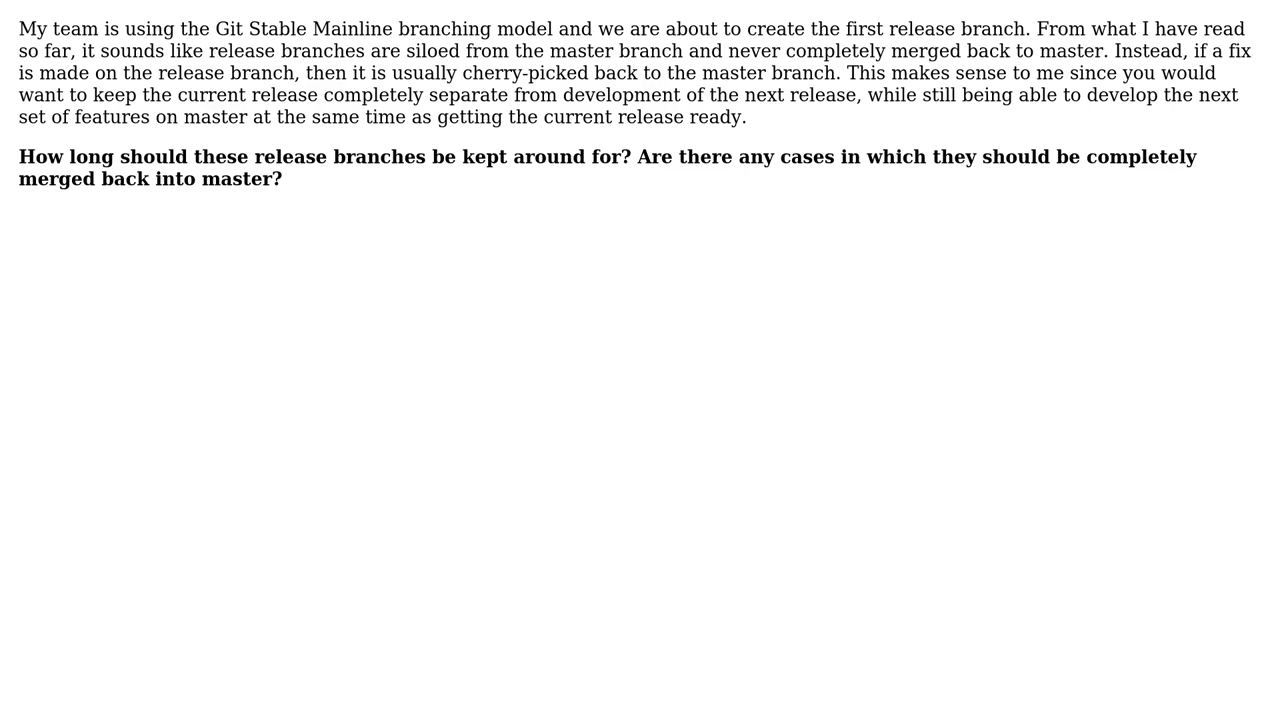 My team is using the Git Stable Mainline branching model and we are about to create the first release branch. From what I have read
so far, it sounds like release branches are siloed from the master branch and never completely merged back to master. Instead, if a fix
is made on the release branch, then it is usually cherry-picked back to the master branch. This makes sense to me since you would
want to keep the current release completely separate from development of the next release, while still being able to develop the next
set of features on master at the same time as getting the current release ready.
How long should these release branches be kept around for? Are there any cases in which they should be completely
merged back into master?